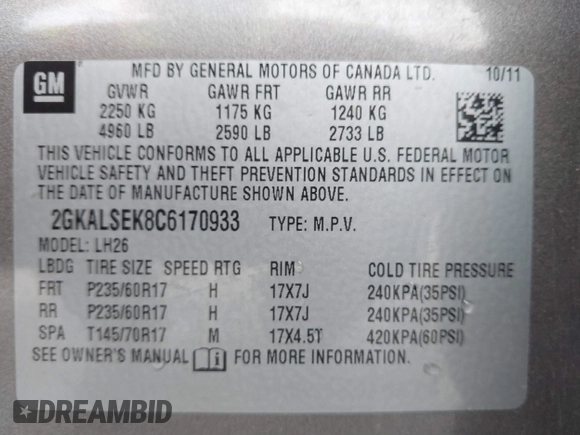 GM
MFD BY GENERAL MOTORS OF CANADA LTD. 10/11
GVWR GAWR FRT GAWR RR
2250 KG 1175 KG 1240 KG
4960 LB 2590 LB 2733 LB
THIS VEHICLE CONFORMS TO ALL APPLICABLE U.S. FEDERAL MOTOR
VEHICLE SAFETY AND THEFT PREVENTION STANDARDS IN EFFECT ON
THE DATE OF MANUFACTURE SHOWN ABOVE.
2GKALSEK8C6170933 TYPE: M.P.V.
MODEL: LH26
LBDG TIRE SIZE SPEED RTG RIM COLD TIRE PRESSURE
FRT P235/60R17 H 17X7J 240KPA(35PSI)
RR P235/60R17 H 17X7J 240KPA(35PSI)
SPA T145/70R17 M 17X4.5T 420KPA(60PSI)
SEE OWNER'S MANUAL FOR MORE INFORMATION.
DREAMBID